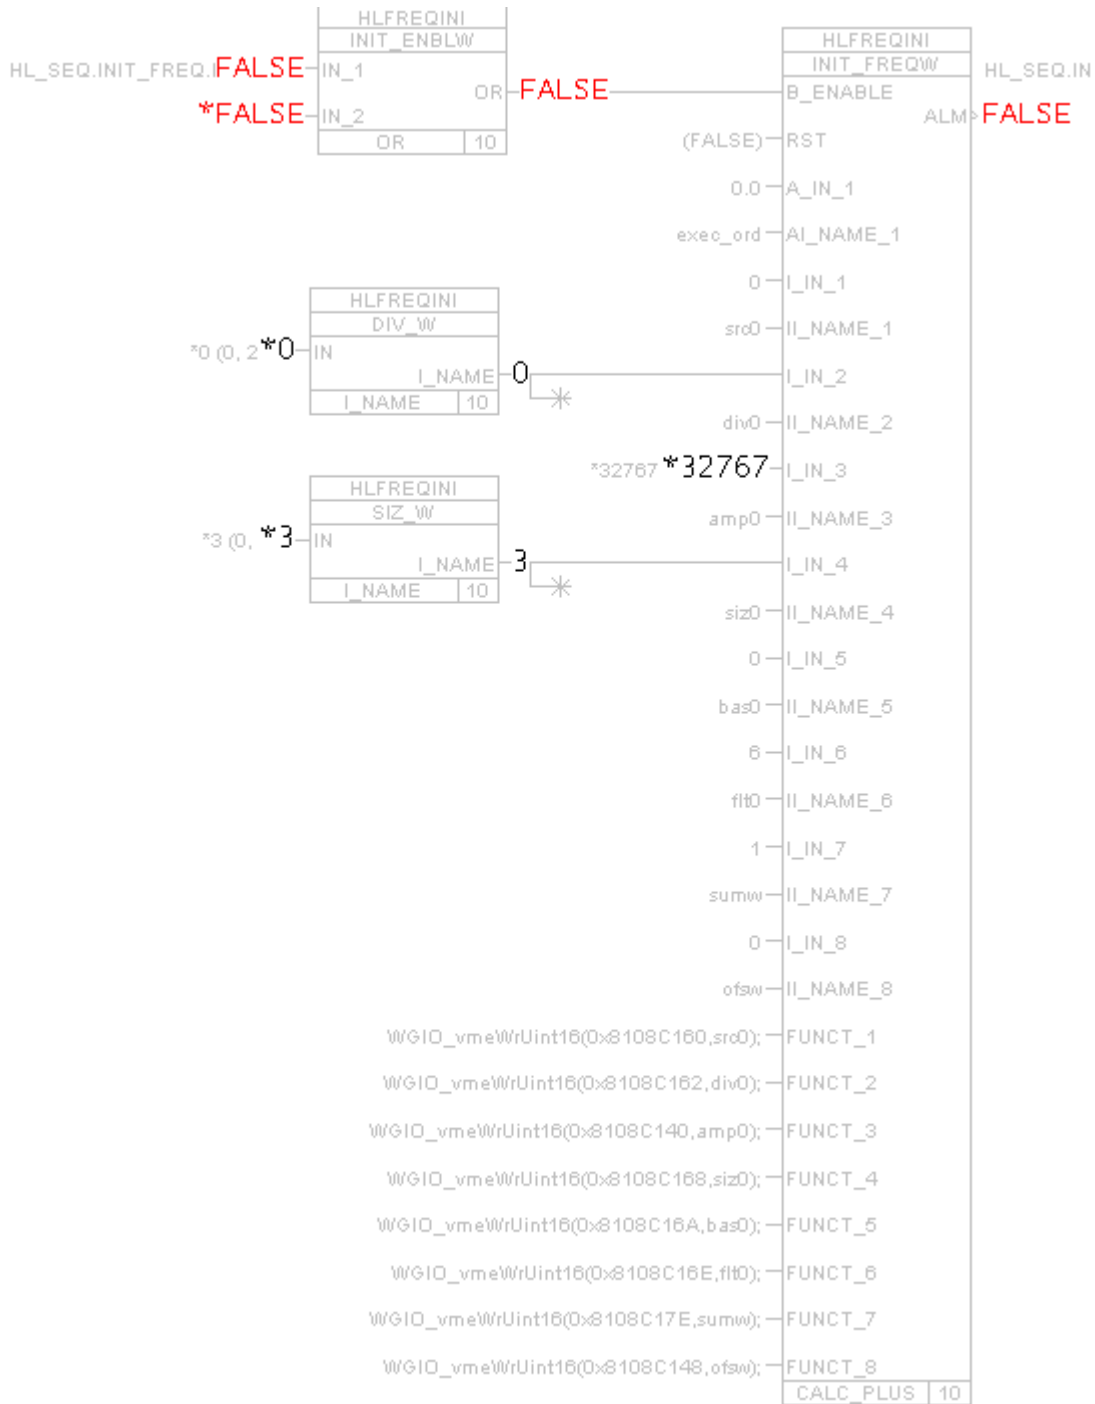 HLFREQINI
INIT_ENBLW
HL_SEQ.INIT_FREQ.I FALSE IN_1
OR FALSE
*FALSE IN_2
OR 10
HLFREQINI
INIT_FREQW
HL_SEQ.IN
B_ENABLE
ALM FALSE
(FALSE) RST
0.0 A_IN_1
exec_ord AI_NAME_1
0 I_IN_1
src0 II_NAME_1
HLFREQINI
DIV_W
*0 (0, 2 *0 IN
I_NAME 0
I_NAME 10
I_IN_2
div0 II_NAME_2
*32767 *32767 I_IN_3
HLFREQINI
SIZ_W
*3 (0, *3 IN
I_NAME 3
I_NAME 10
amp0 II_NAME_3
I_IN_4
siz0 II_NAME_4
0 I_IN_5
bas0 II_NAME_5
6 I_IN_6
flt0 II_NAME_6
1 I_IN_7
sumw II_NAME_7
0 I_IN_8
ofsw II_NAME_8
WGIO_vmeWrUint16(0x8108C160,src0); FUNCT_1
WGIO_vmeWrUint16(0x8108C162,div0); FUNCT_2
WGIO_vmeWrUint16(0x8108C140,amp0); FUNCT_3
WGIO_vmeWrUint16(0x8108C168,siz0); FUNCT_4
WGIO_vmeWrUint16(0x8108C16A,bas0); FUNCT_5
WGIO_vmeWrUint16(0x8108C16E,flt0); FUNCT_6
WGIO_vmeWrUint16(0x8108C17E,sumw); FUNCT_7
WGIO_vmeWrUint16(0x8108C148,ofsw); FUNCT_8
CALC_PLUS 10